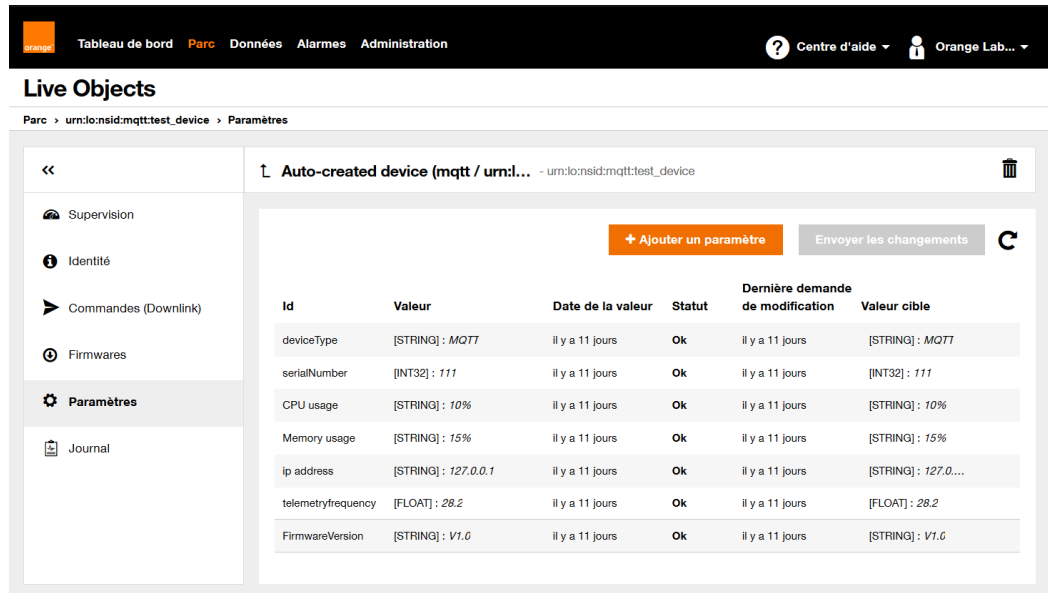 orange
Tableau de bord Parc Données Alarmes Administration
? Centre d'aide Orange Lab...
Live Objects
Parc › urn:lo:nsid:mqtt:test_device › Paramètres
«
Auto-created device (mqtt / urn:l... - urn:lo:nsid:mqtt:test_device
Supervision
Identité
Commandes (Downlink)
Firmwares
Paramètres
Journal
+ Ajouter un paramètre Envoyer les changements
Id Valeur Date de la valeur Statut Dernière demande de modification Valeur cible
deviceType [STRING] : MQTT il y a 11 jours Ok il y a 11 jours [STRING] : MQTT
serialNumber [INT32] : 111 il y a 11 jours Ok il y a 11 jours [INT32] : 111
CPU usage [STRING] : 10% il y a 11 jours Ok il y a 11 jours [STRING] : 10%
Memory usage [STRING] : 15% il y a 11 jours Ok il y a 11 jours [STRING] : 15%
ip address [STRING] : 127.0.0.1 il y a 11 jours Ok il y a 11 jours [STRING] : 127.0....
telemetryfrequency [FLOAT] : 28.2 il y a 11 jours Ok il y a 11 jours [FLOAT] : 28.2
FirmwareVersion [STRING] : V1.0 il y a 11 jours Ok il y a 11 jours [STRING] : V1.0